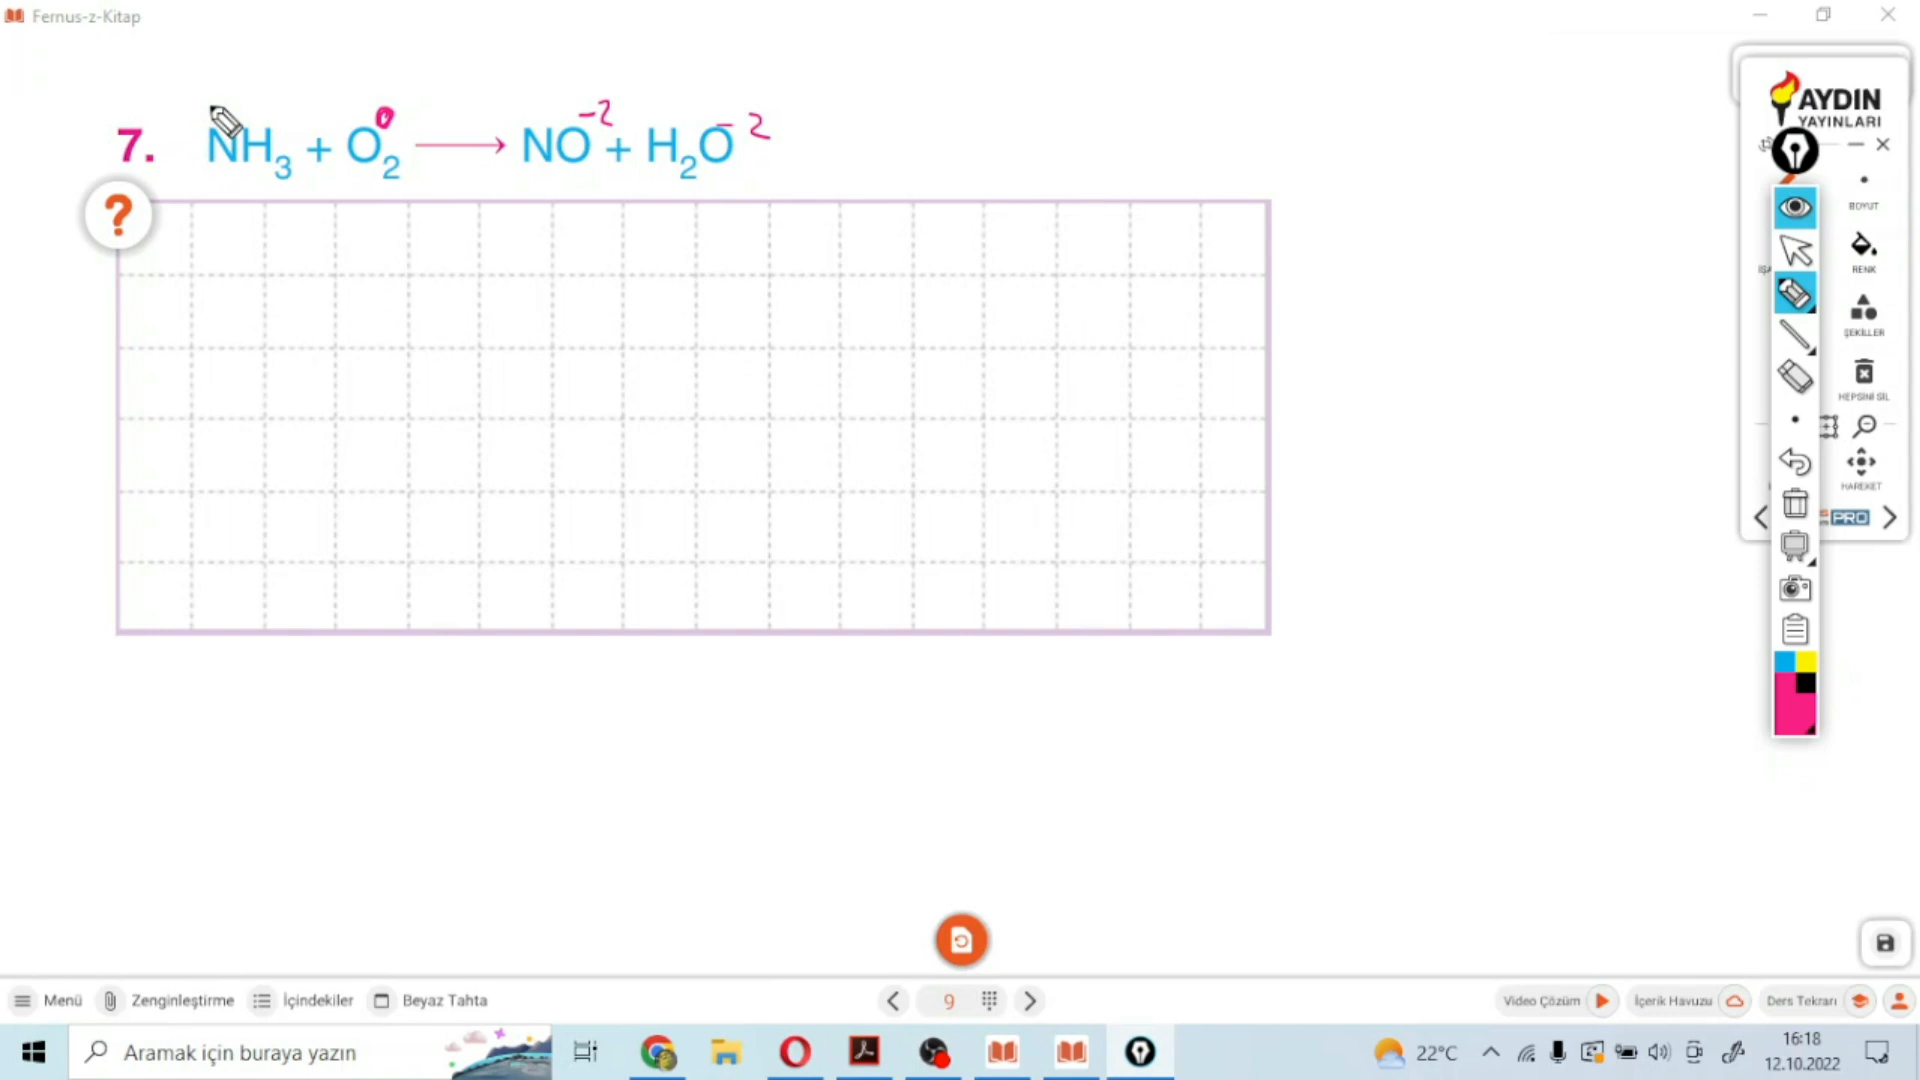 Fernus-z-Kitap
AYDIN
YAYINLARI
7. NH₃ + O₂⁰ ⟶ NO⁻² + H₂O⁻²
?
BOYUT
RENK
ŞEKİLLER
HEPSİNİ SİL
HAREKET
PRO
Menü
Zenginleştirme
İçindekiler
Beyaz Tahta
9
Video Çözüm
İçerik Havuzu
Ders Tekrarı
Aramak için buraya yazın
22°C
16:18
12.10.2022